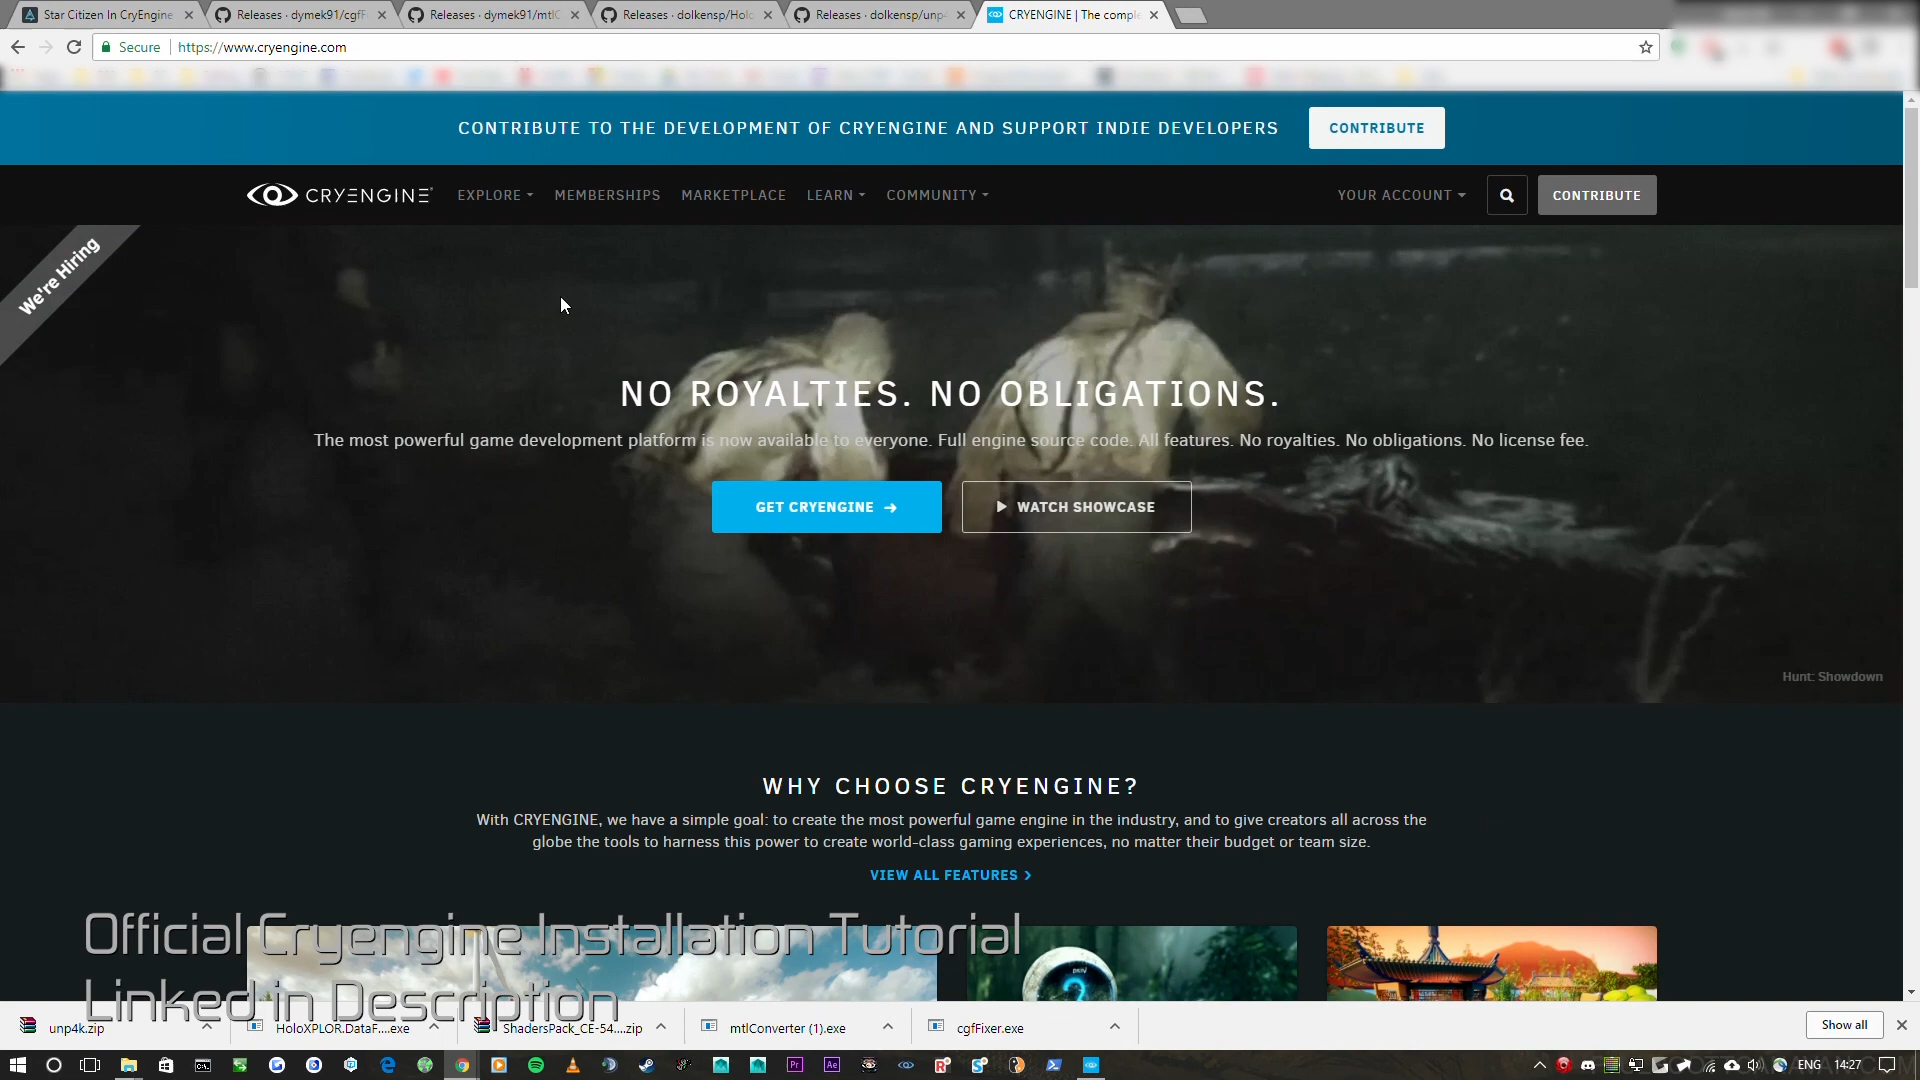 Star Citizen In CryEngine
Releases · dymek91/cgfF
Releases · dymek91/mtlC
Releases · dolkensp/Holo
Releases · dolkensp/unp4
CRYENGINE | The comple
Secure
https://www.cryengine.com
CONTRIBUTE TO THE DEVELOPMENT OF CRYENGINE AND SUPPORT INDIE DEVELOPERS
CONTRIBUTE
CRYENGINE
EXPLORE
MEMBERSHIPS
MARKETPLACE
LEARN
COMMUNITY
YOUR ACCOUNT
CONTRIBUTE
We're Hiring
NO ROYALTIES. NO OBLIGATIONS.
The most powerful game development platform is now available to everyone. Full engine source code. All features. No royalties. No obligations. No license fee.
GET CRYENGINE
WATCH SHOWCASE
Hunt: Showdown
WHY CHOOSE CRYENGINE?
With CRYENGINE, we have a simple goal: to create the most powerful game engine in the industry, and to give creators all across the
globe the tools to harness this power to create world-class gaming experiences, no matter their budget or team size.
VIEW ALL FEATURES
Official Cryengine Installation Tutorial
Linked in Description
unp4k.zip
HoloXPLOR.DataF....exe
ShadersPack_CE-54....zip
mtlConverter (1).exe
cgfFixer.exe
Show all
Pr
Ae
ENG
14:27